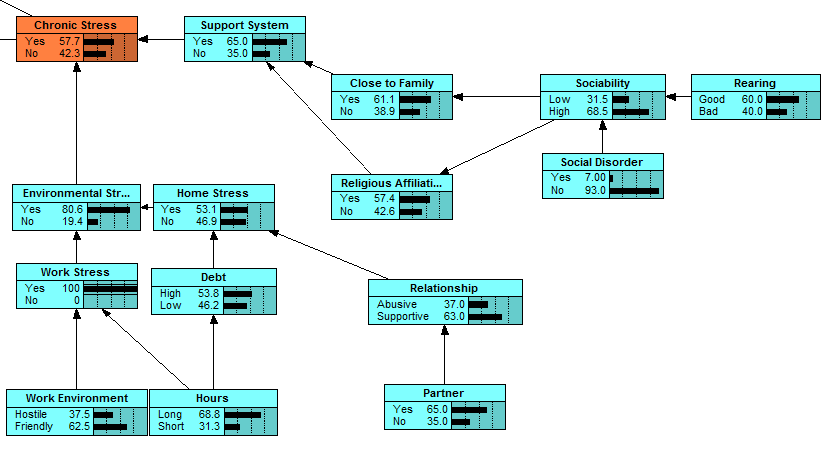 Chronic Stress
Yes 57.7
No 42.3
Support System
Yes 65.0
No 35.0
Close to Family
Yes 61.1
No 38.9
Sociability
Low 31.5
High 68.5
Rearing
Good 60.0
Bad 40.0
Social Disorder
Yes 7.00
No 93.0
Religious Affiliati...
Yes 57.4
No 42.6
Environmental Str...
Yes 80.6
No 19.4
Home Stress
Yes 53.1
No 46.9
Work Stress
Yes 100
No 0
Debt
High 53.8
Low 46.2
Relationship
Abusive 37.0
Supportive 63.0
Work Environment
Hostile 37.5
Friendly 62.5
Hours
Long 68.8
Short 31.3
Partner
Yes 65.0
No 35.0